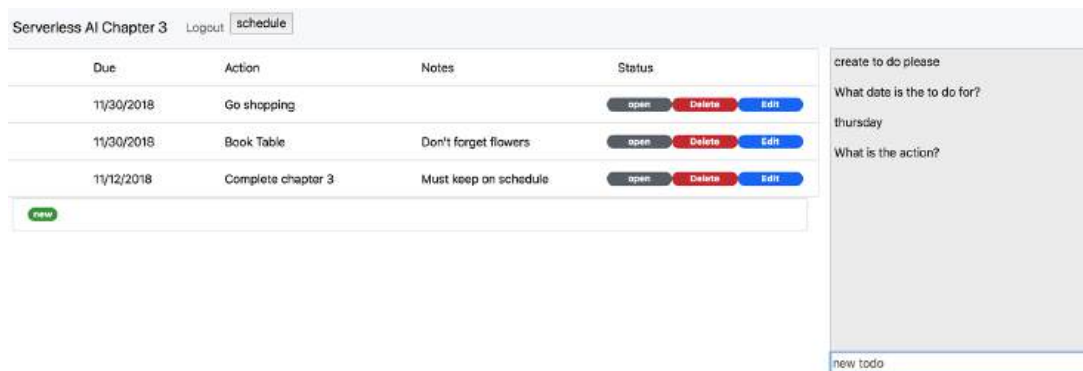 Serverless AI Chapter 3 Logout schedule
Due Action Notes Status
11/30/2018 Go shopping open Delete Edit
11/30/2018 Book Table Don't forget flowers open Delete Edit
11/12/2018 Complete chapter 3 Must keep on schedule open Delete Edit
new
create to do please
What date is the to do for?
thursday
What is the action?
new todo